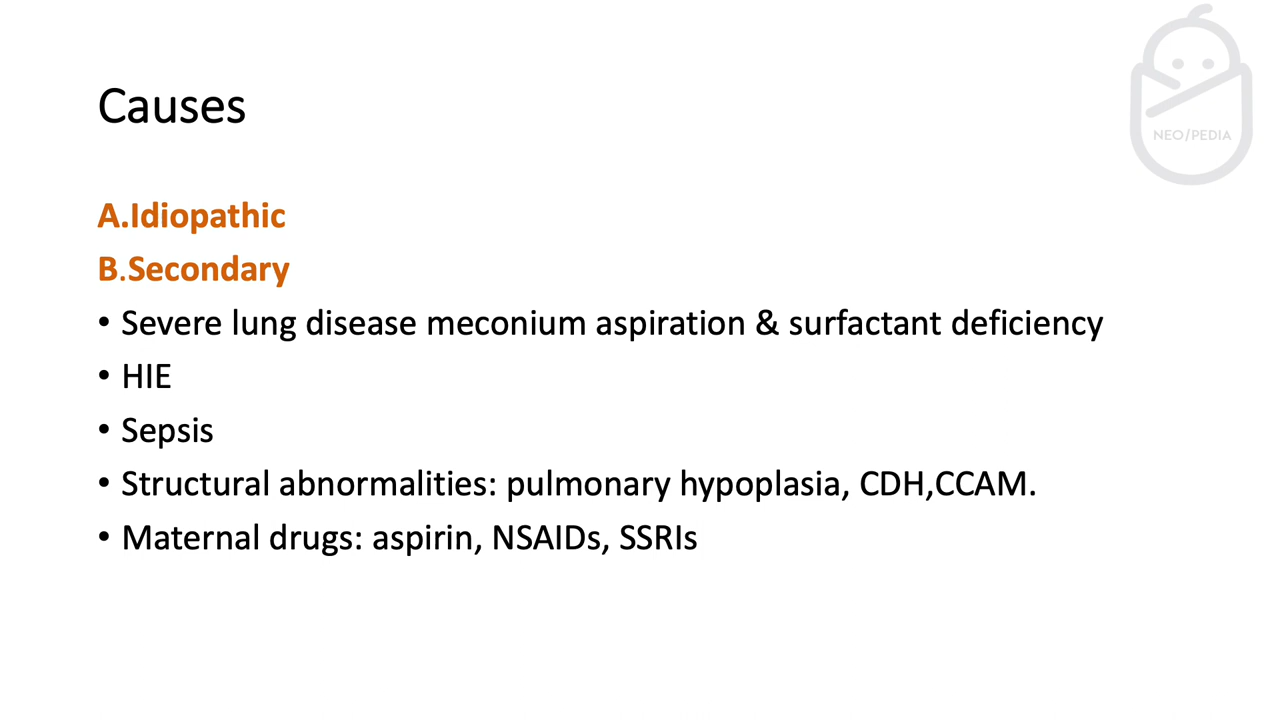 NEO/PEDIA
Causes
A.Idiopathic
B.Secondary
• Severe lung disease meconium aspiration & surfactant deficiency
• HIE
• Sepsis
• Structural abnormalities: pulmonary hypoplasia, CDH,CCAM.
• Maternal drugs: aspirin, NSAIDs, SSRIs